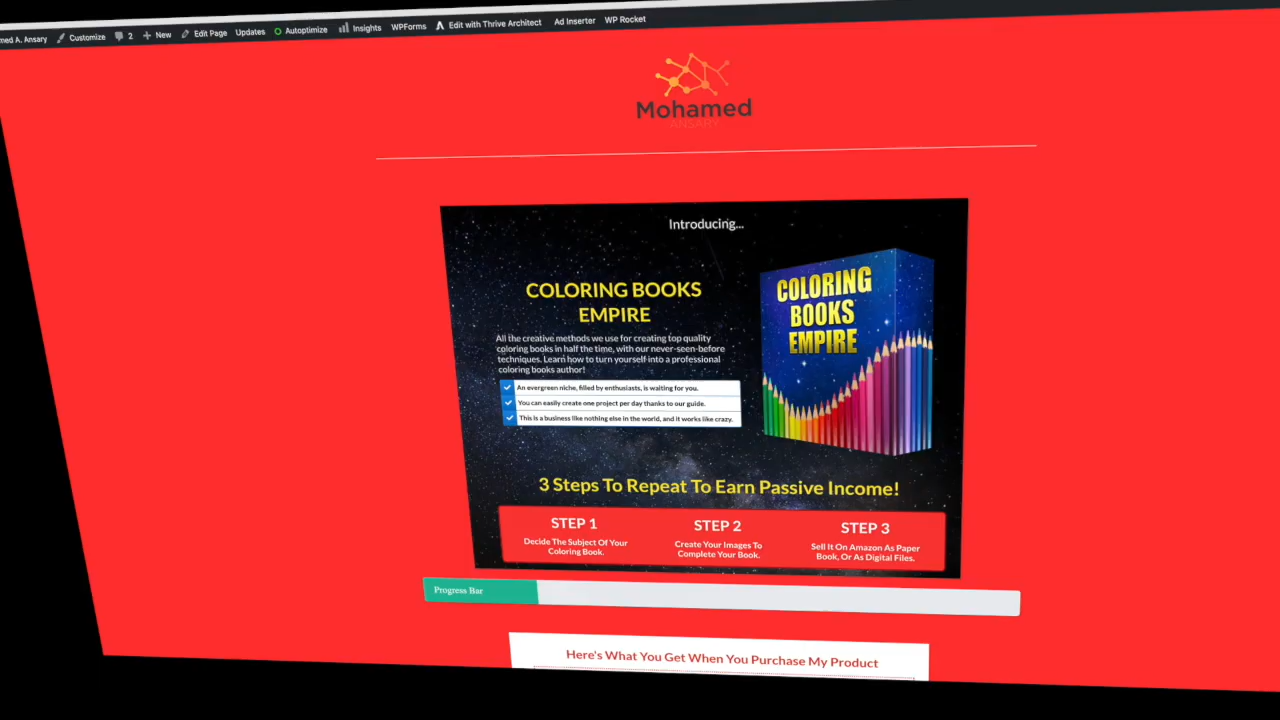 med A. Ansary Customize 2 New Edit Page Updates Autoptimize Insights WPForms Edit with Thrive Architect Ad Inserter WP Rocket
Mohamed
ANSARY
Introducing...
COLORING BOOKS
EMPIRE
All the creative methods we use for creating top quality
coloring books in half the time, with our never-seen-before
techniques. Learn how to turn yourself into a professional
coloring books author!
An evergreen niche, filled by enthusiasts, is waiting for you.
You can easily create one project per day thanks to our guide.
This is a business like nothing else in the world, and it works like crazy.
COLORING
BOOKS
EMPIRE
3 Steps To Repeat To Earn Passive Income!
STEP 1
Decide The Subject Of Your
Coloring Book.
STEP 2
Create Your Images To
Complete Your Book.
STEP 3
Sell It On Amazon As Paper
Book, Or As Digital Files.
Progress Bar
Here's What You Get When You Purchase My Product